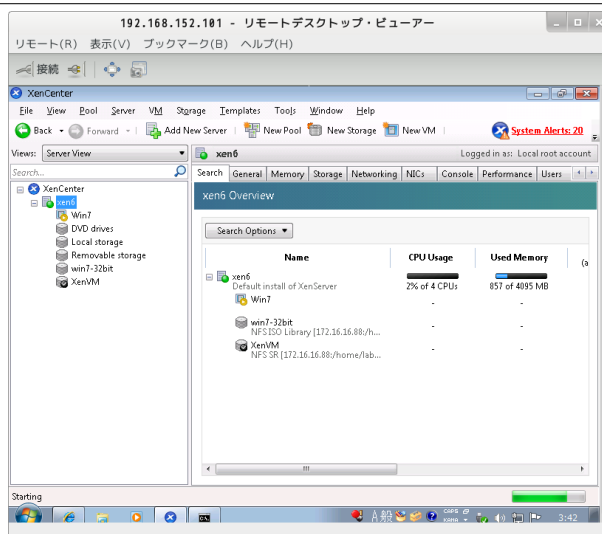 192.168.152.101 - リモートデスクトップ・ビューアー
リモート(R) 表示(V) ブックマーク(B) ヘルプ(H)
接続
XenCenter
File View Pool Server VM Storage Templates Tools Window Help
Back Forward Add New Server New Pool New Storage New VM System Alerts: 20
Views: Server View xen6 Logged in as: Local root account
Search... Search General Memory Storage Networking NICs Console Performance Users
XenCenter
xen6
Win7
DVD drives
Local storage
Removable storage
win7-32bit
XenVM
xen6 Overview
Search Options
Name CPU Usage Used Memory (a
xen6
Default install of XenServer 2% of 4 CPUs 857 of 4095 MB
Win7 - -
win7-32bit - -
NFS ISO Library [172.16.16.88:/h...
XenVM - -
NFS SR [172.16.16.88:/home/lab...
Starting
A 般 CAPS KANA 3:42